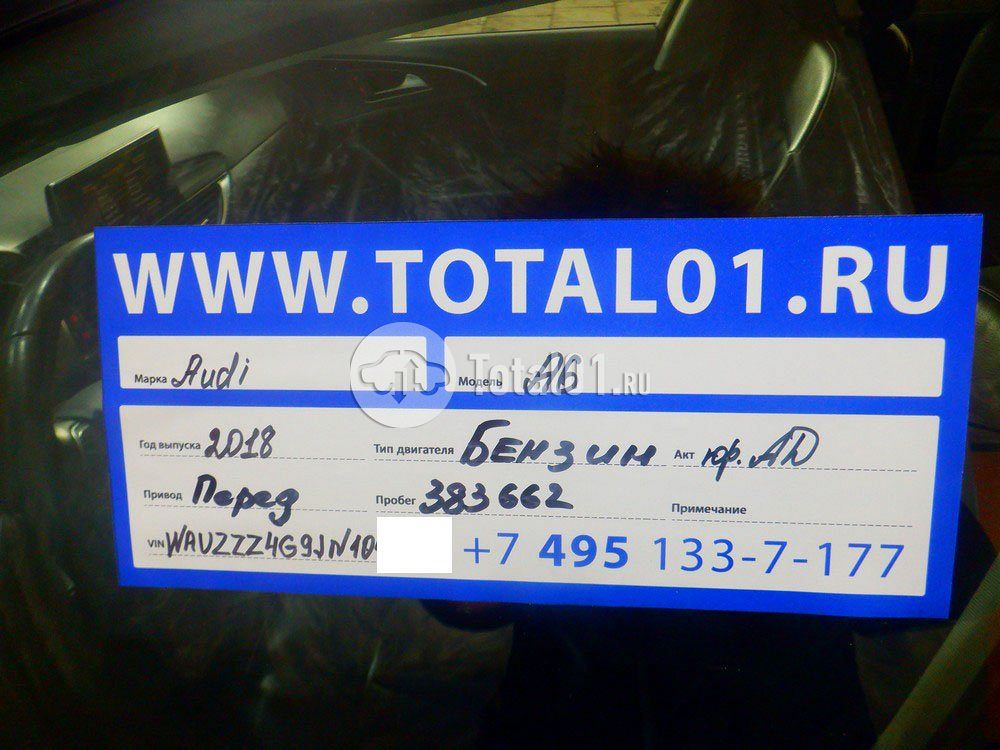 WWW.TOTAL01.RU
Марка Audi Модель A6
Total01.RU
Год выпуска 2018 Тип двигателя Бензин Акт юр. АД
Привод Перед Пробег 383662 Примечание
VIN WAUZZZ4G9JN10
+7 495 133-7-177